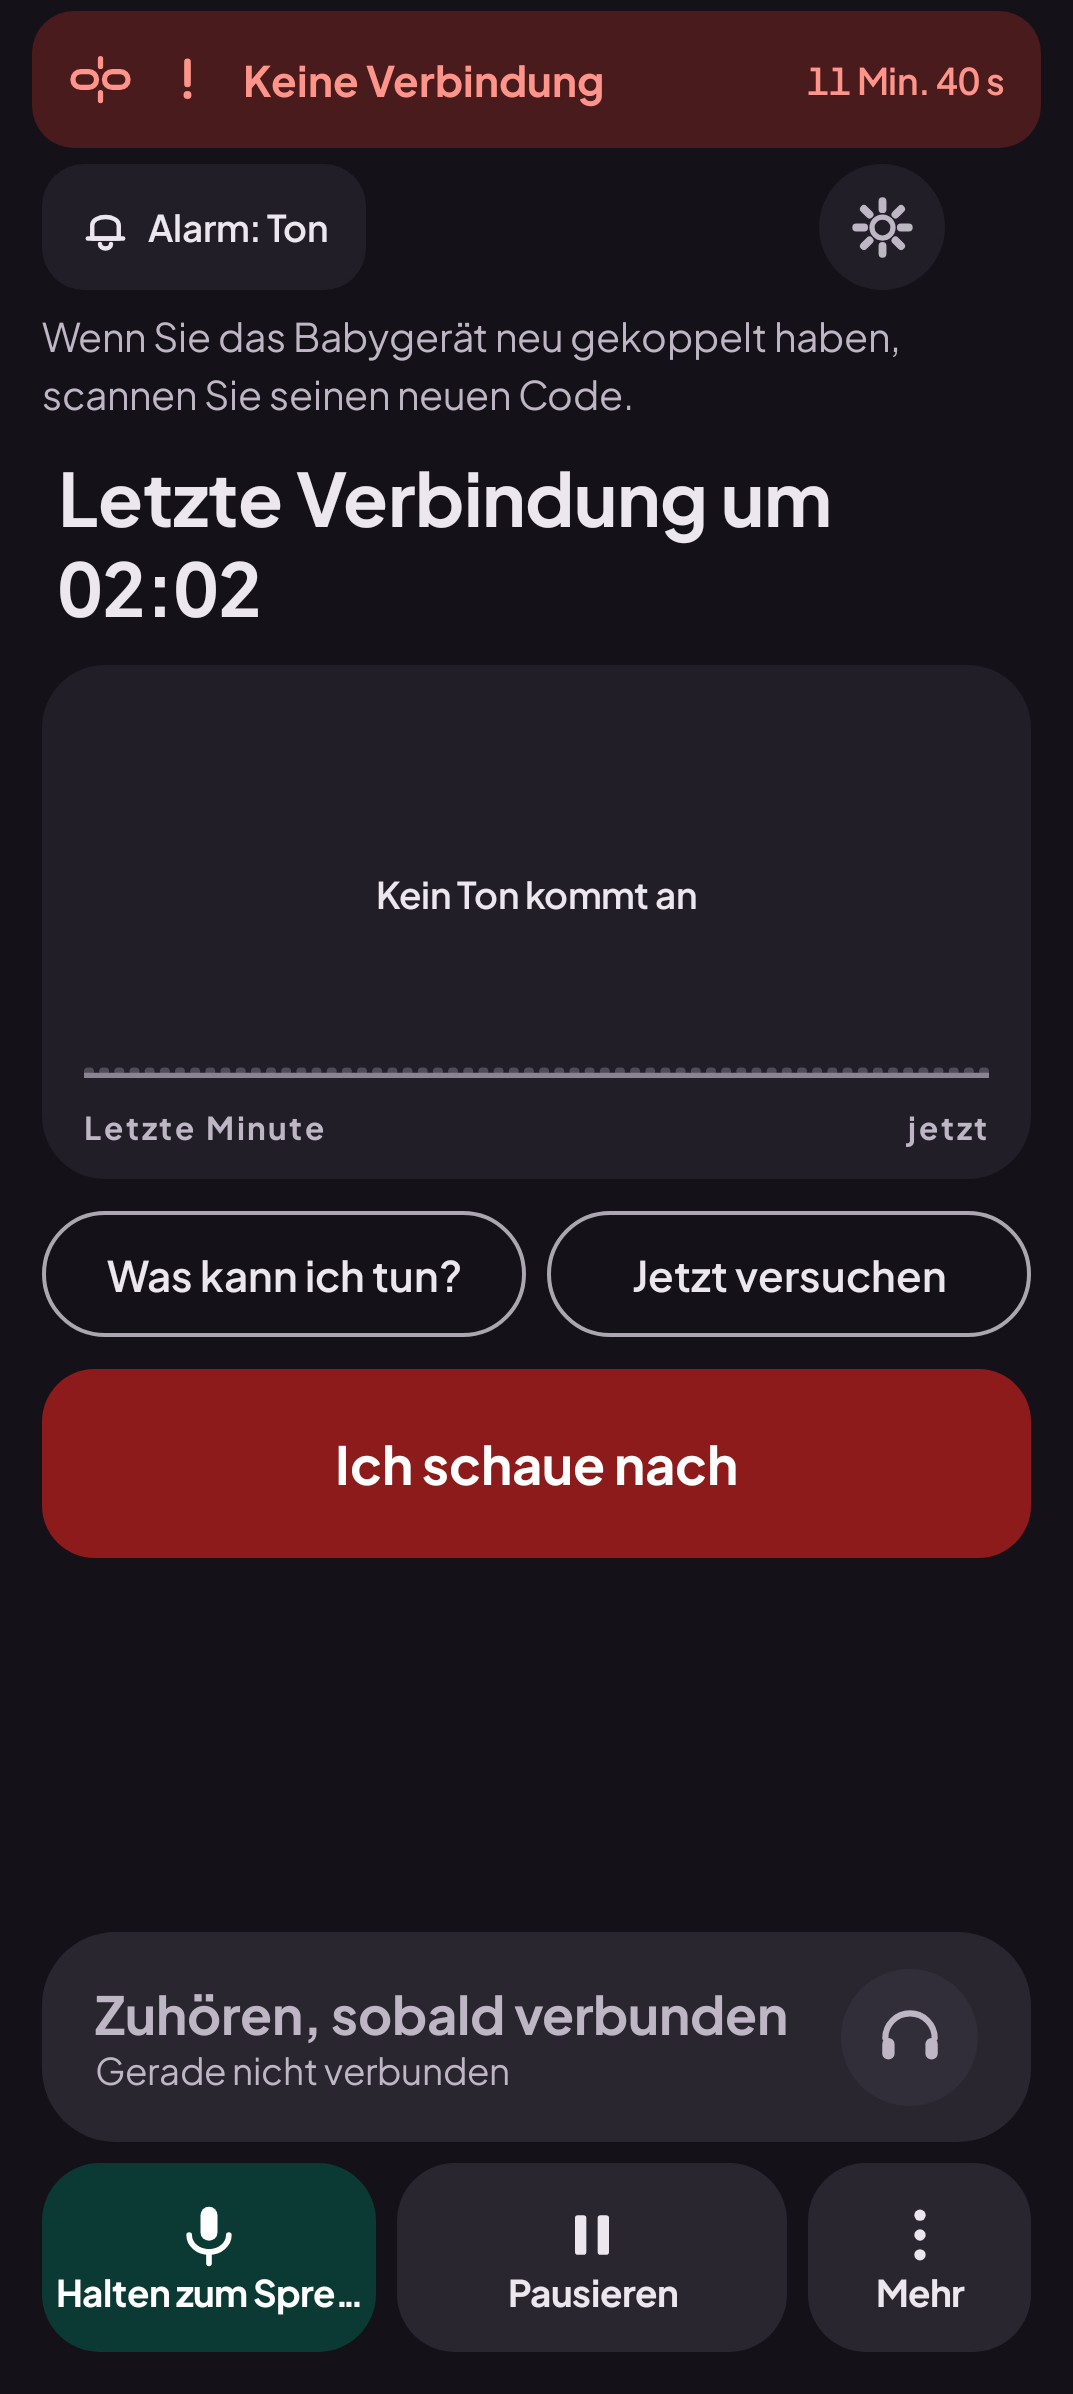 Keine Verbindung
11 Min. 40 s
Alarm: Ton
Wenn Sie das Babygerät neu gekoppelt haben,
scannen Sie seinen neuen Code.
Letzte Verbindung um
02:02
Kein Ton kommt an
Letzte Minute
jetzt
Was kann ich tun?
Jetzt versuchen
Ich schaue nach
Zuhören, sobald verbunden
Gerade nicht verbunden
Halten zum Spre...
Pausieren
Mehr